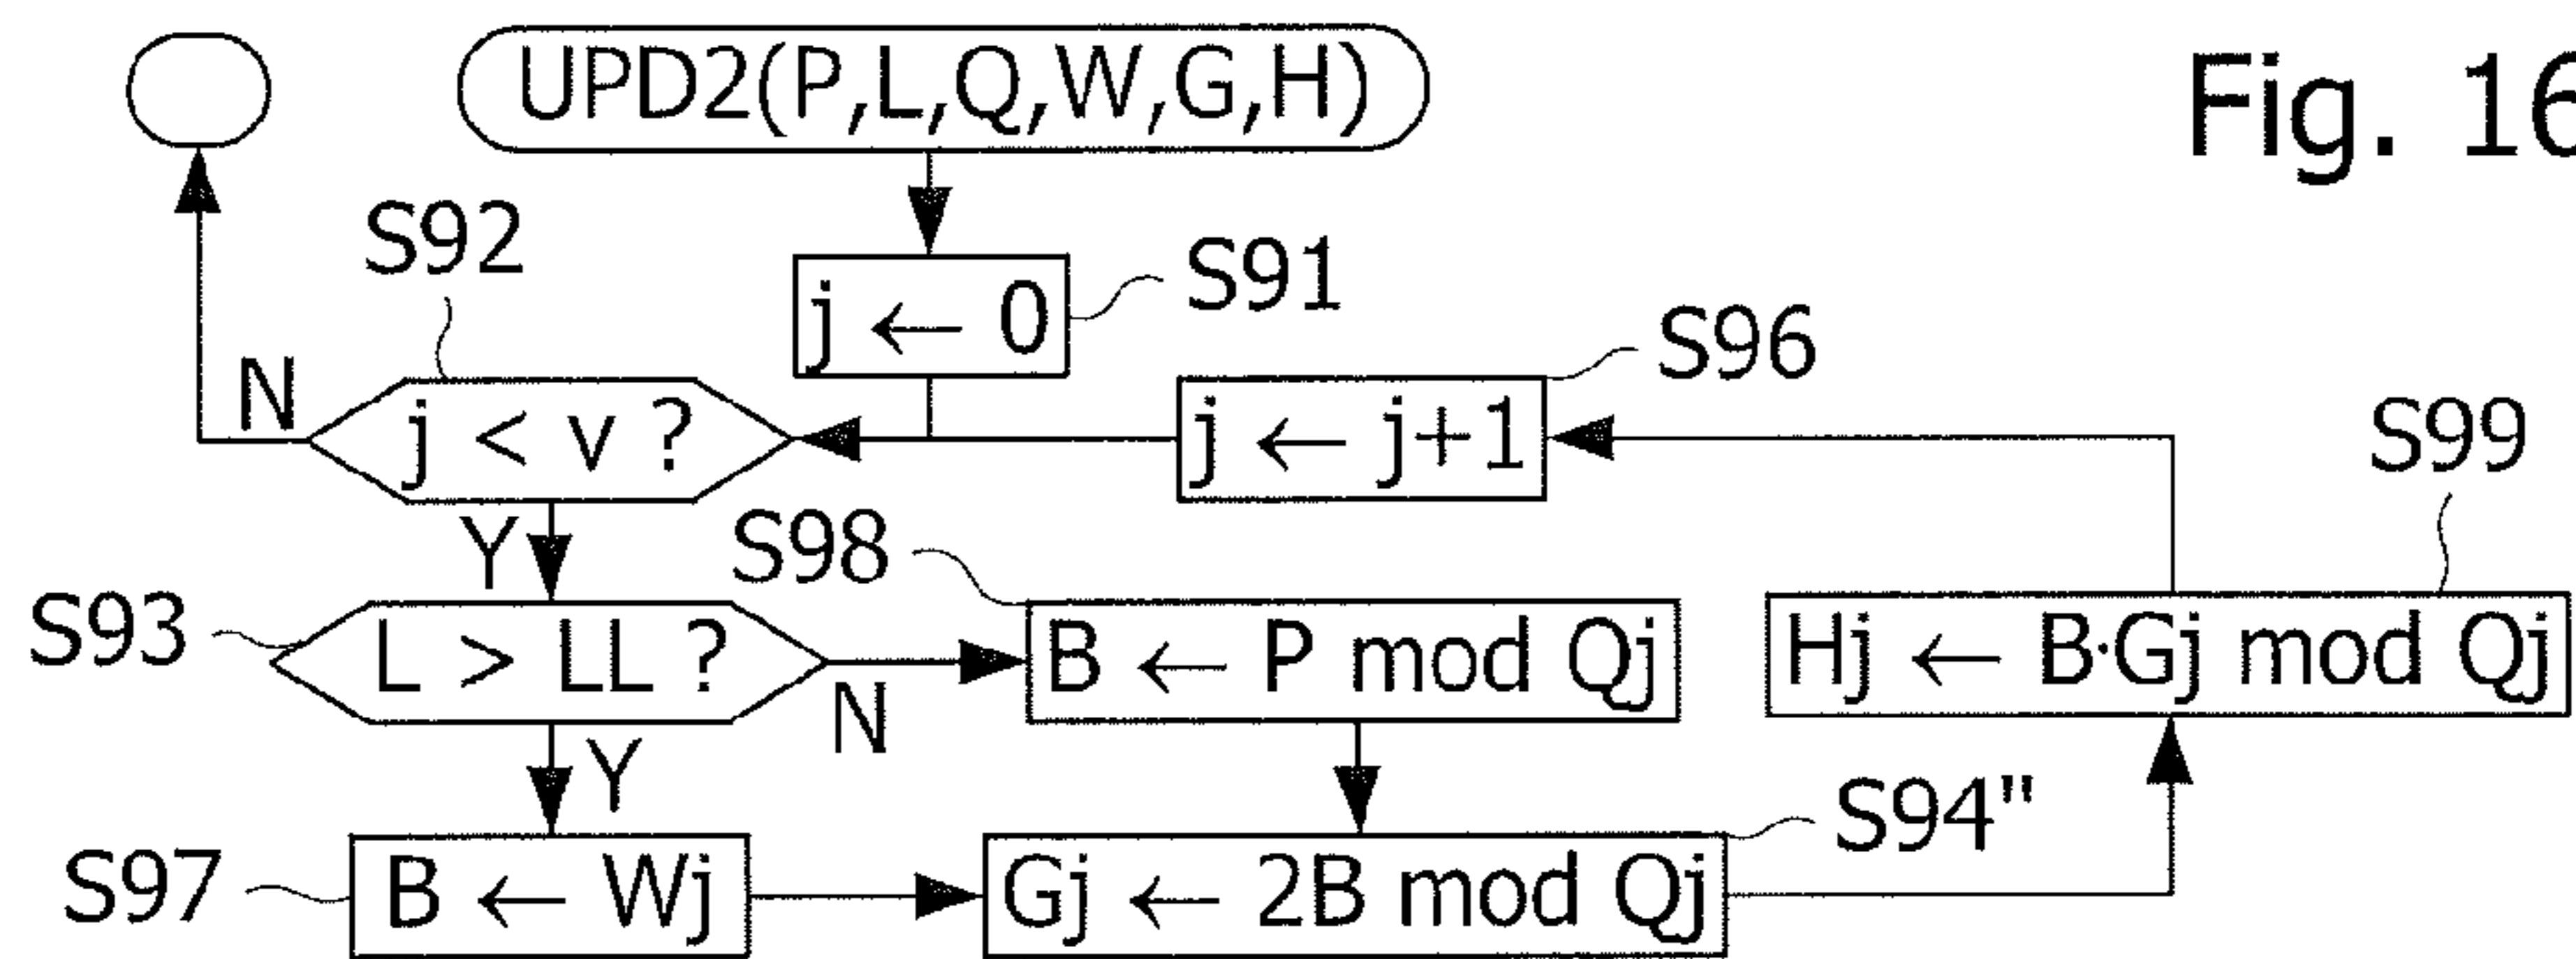 UPD2(P,L,Q,W,G,H)
Fig. 16
S92
j ← 0
S91
S96
N
j < v ?
j ← j+1
S99
Y
S98
S93
L > LL ?
N
B ← P mod Qj
Hj ← B·Gj mod Qj
Y
S94"
S97
B ← Wj
Gj ← 2B mod Qj